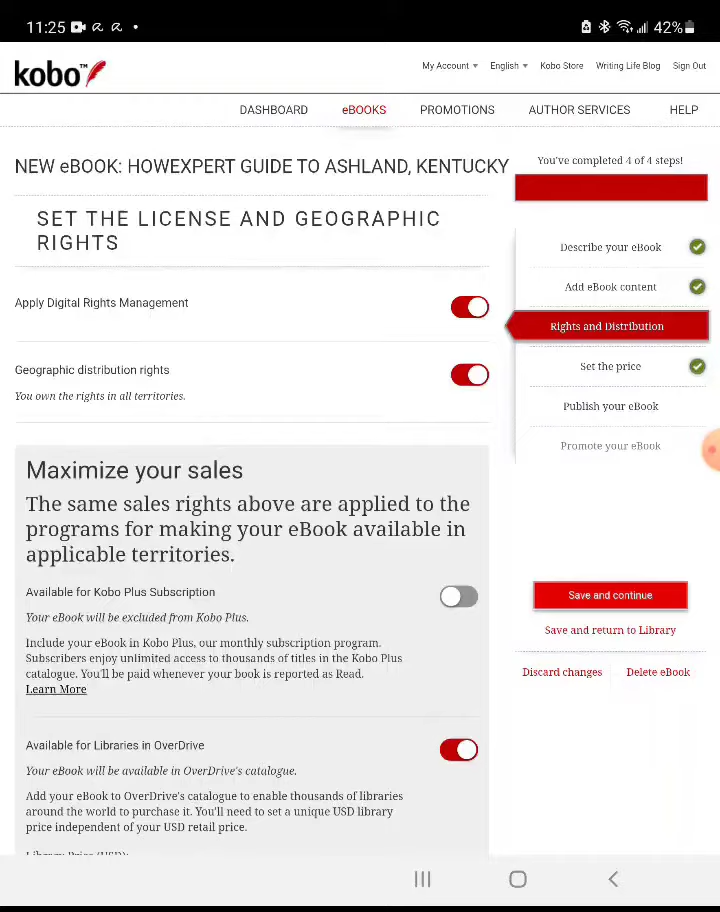 11:25
42%
kobo™
My Account
English
Kobo Store
Writing Life Blog
Sign Out
DASHBOARD
eBOOKS
PROMOTIONS
AUTHOR SERVICES
HELP
NEW eBOOK: HOWEXPERT GUIDE TO ASHLAND, KENTUCKY
SET THE LICENSE AND GEOGRAPHIC
RIGHTS
Apply Digital Rights Management
Geographic distribution rights
You own the rights in all territories.
Maximize your sales
The same sales rights above are applied to the
programs for making your eBook available in
applicable territories.
Available for Kobo Plus Subscription
Your eBook will be excluded from Kobo Plus.
Include your eBook in Kobo Plus, our monthly subscription program.
Subscribers enjoy unlimited access to thousands of titles in the Kobo Plus
catalogue. You'll be paid whenever your book is reported as Read.
Learn More
Available for Libraries in OverDrive
Your eBook will be available in OverDrive's catalogue.
Add your eBook to OverDrive's catalogue to enable thousands of libraries
around the world to purchase it. You'll need to set a unique USD library
price independent of your USD retail price.
Library Price (USD):
You've completed 4 of 4 steps!
Describe your eBook
Add eBook content
Rights and Distribution
Set the price
Publish your eBook
Promote your eBook
Save and continue
Save and return to Library
Discard changes
Delete eBook